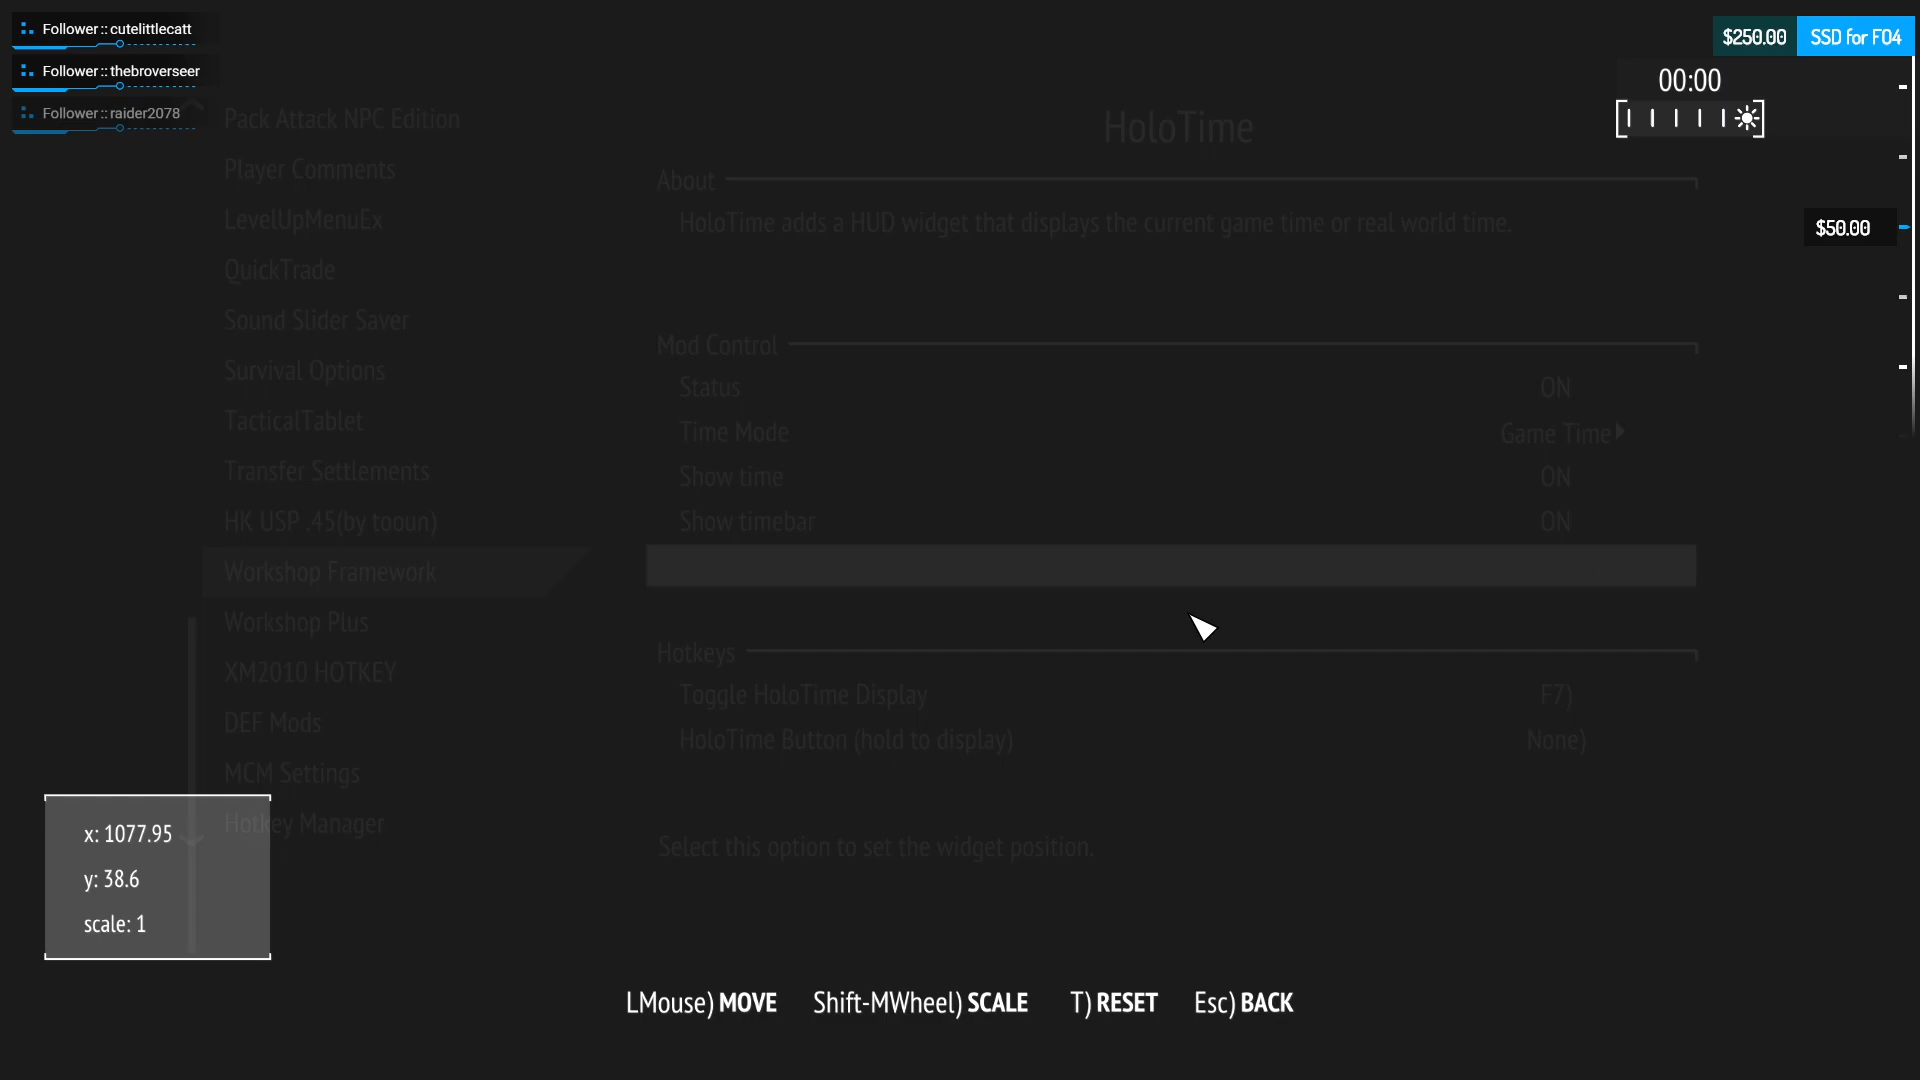 Follower :: cutelittlecatt
Follower :: thebroverseer
Follower :: raider2078
$250.00 SSD for FO4
00:00
$50.00
Pack Attack NPC Edition
Player Comments
LevelUpMenuEx
QuickTrade
Sound Slider Saver
Survival Options
TacticalTablet
Transfer Settlements
HK USP .45(by tooun)
Workshop Framework
Workshop Plus
XM2010 HOTKEY
DEF Mods
MCM Settings
Hotkey Manager
HoloTime
About
HoloTime adds a HUD widget that displays the current game time or real world time.
Mod Control
Status ON
Time Mode Game Time
Show time ON
Show timebar ON
Hotkeys
Toggle HoloTime Display F7)
HoloTime Button (hold to display) None)
Select this option to set the widget position.
x: 1077.95
y: 38.6
scale: 1
LMouse) MOVE Shift-MWheel) SCALE T) RESET Esc) BACK